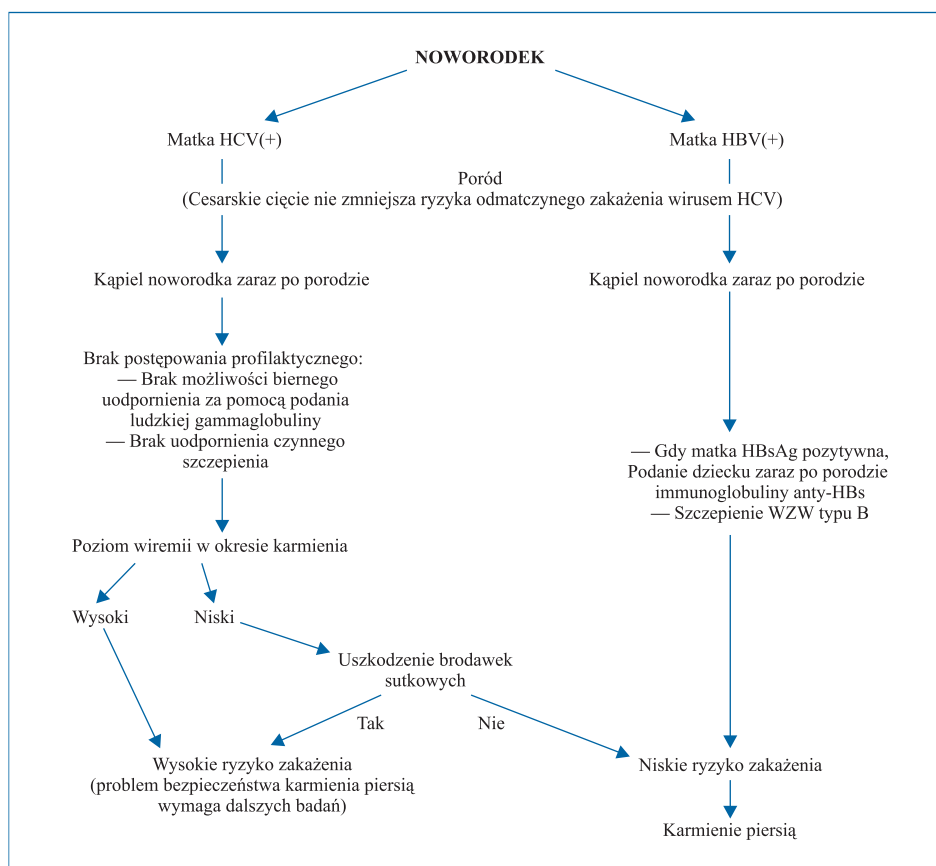 NOWORODEK
Matka HCV(+)
Matka HBV(+)
Poród
(Cesarskie cięcie nie zmniejsza ryzyka odmatczynego zakażenia wirusem HCV)
Kąpiel noworodka zaraz po porodzie
Kąpiel noworodka zaraz po porodzie
Brak postępowania profilaktycznego:
— Brak możliwości biernego
uodpornienia za pomocą podania
ludzkiej gammaglobuliny
— Brak uodpornienia czynnego
szczepienia
— Gdy matka HBsAg pozytywna,
Podanie dziecku zaraz po porodzie
immunoglobuliny anty-HBs
— Szczepienie WZW typu B
Poziom wiremii w okresie karmienia
Wysoki
Niski
Uszkodzenie brodawek
sutkowych
Tak
Nie
Wysokie ryzyko zakażenia
(problem bezpieczeństwa karmienia piersią
wymaga dalszych badań)
Niskie ryzyko zakażenia
Karmienie piersią